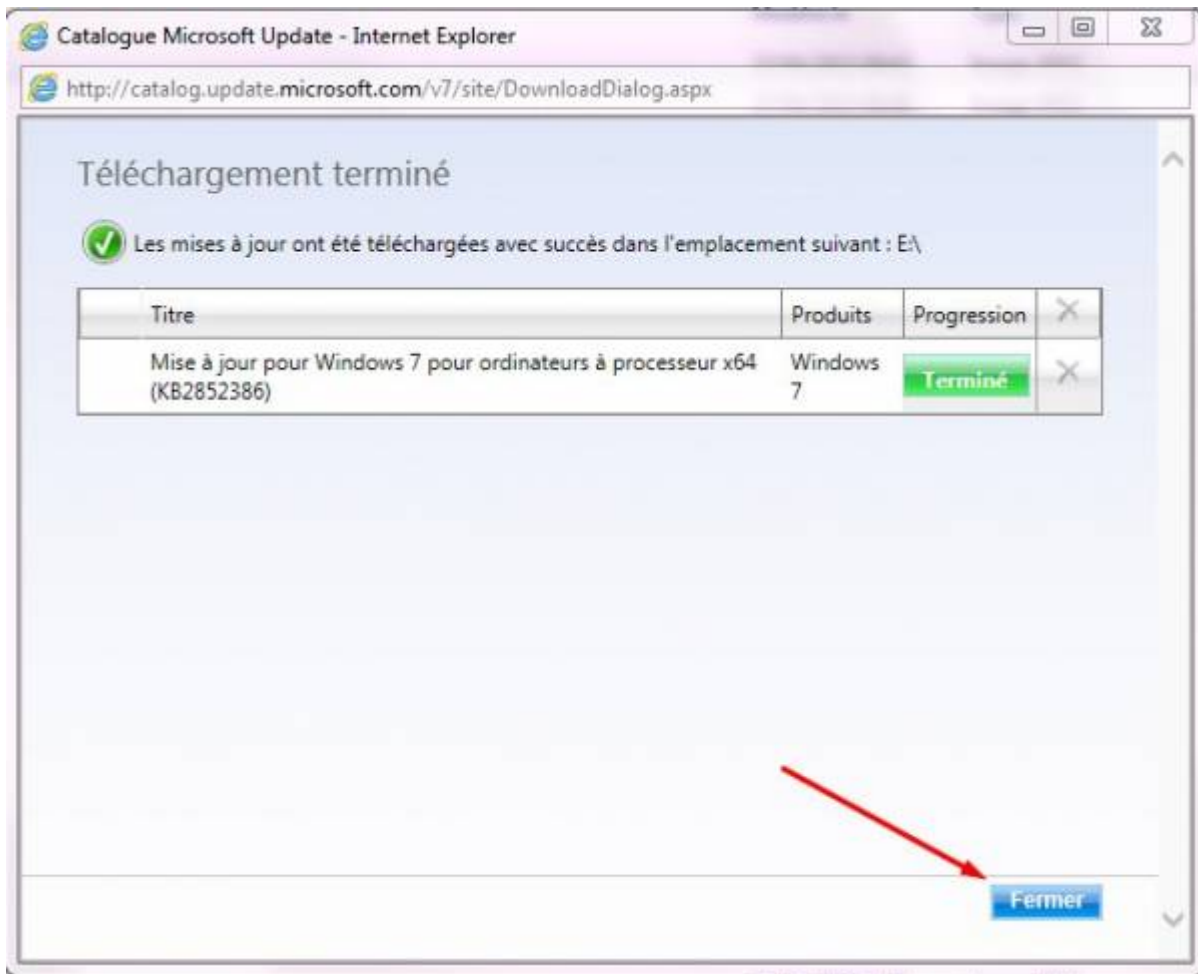 Catalogue Microsoft Update - Internet Explorer
http://catalog.update.microsoft.com/v7/site/DownloadDialog.aspx
Téléchargement terminé
Les mises à jour ont été téléchargées avec succès dans l'emplacement suivant : E:\
Titre Produits Progression
Mise à jour pour Windows 7 pour ordinateurs à processeur x64 Windows
(KB2852386) 7 Terminé
Fermer